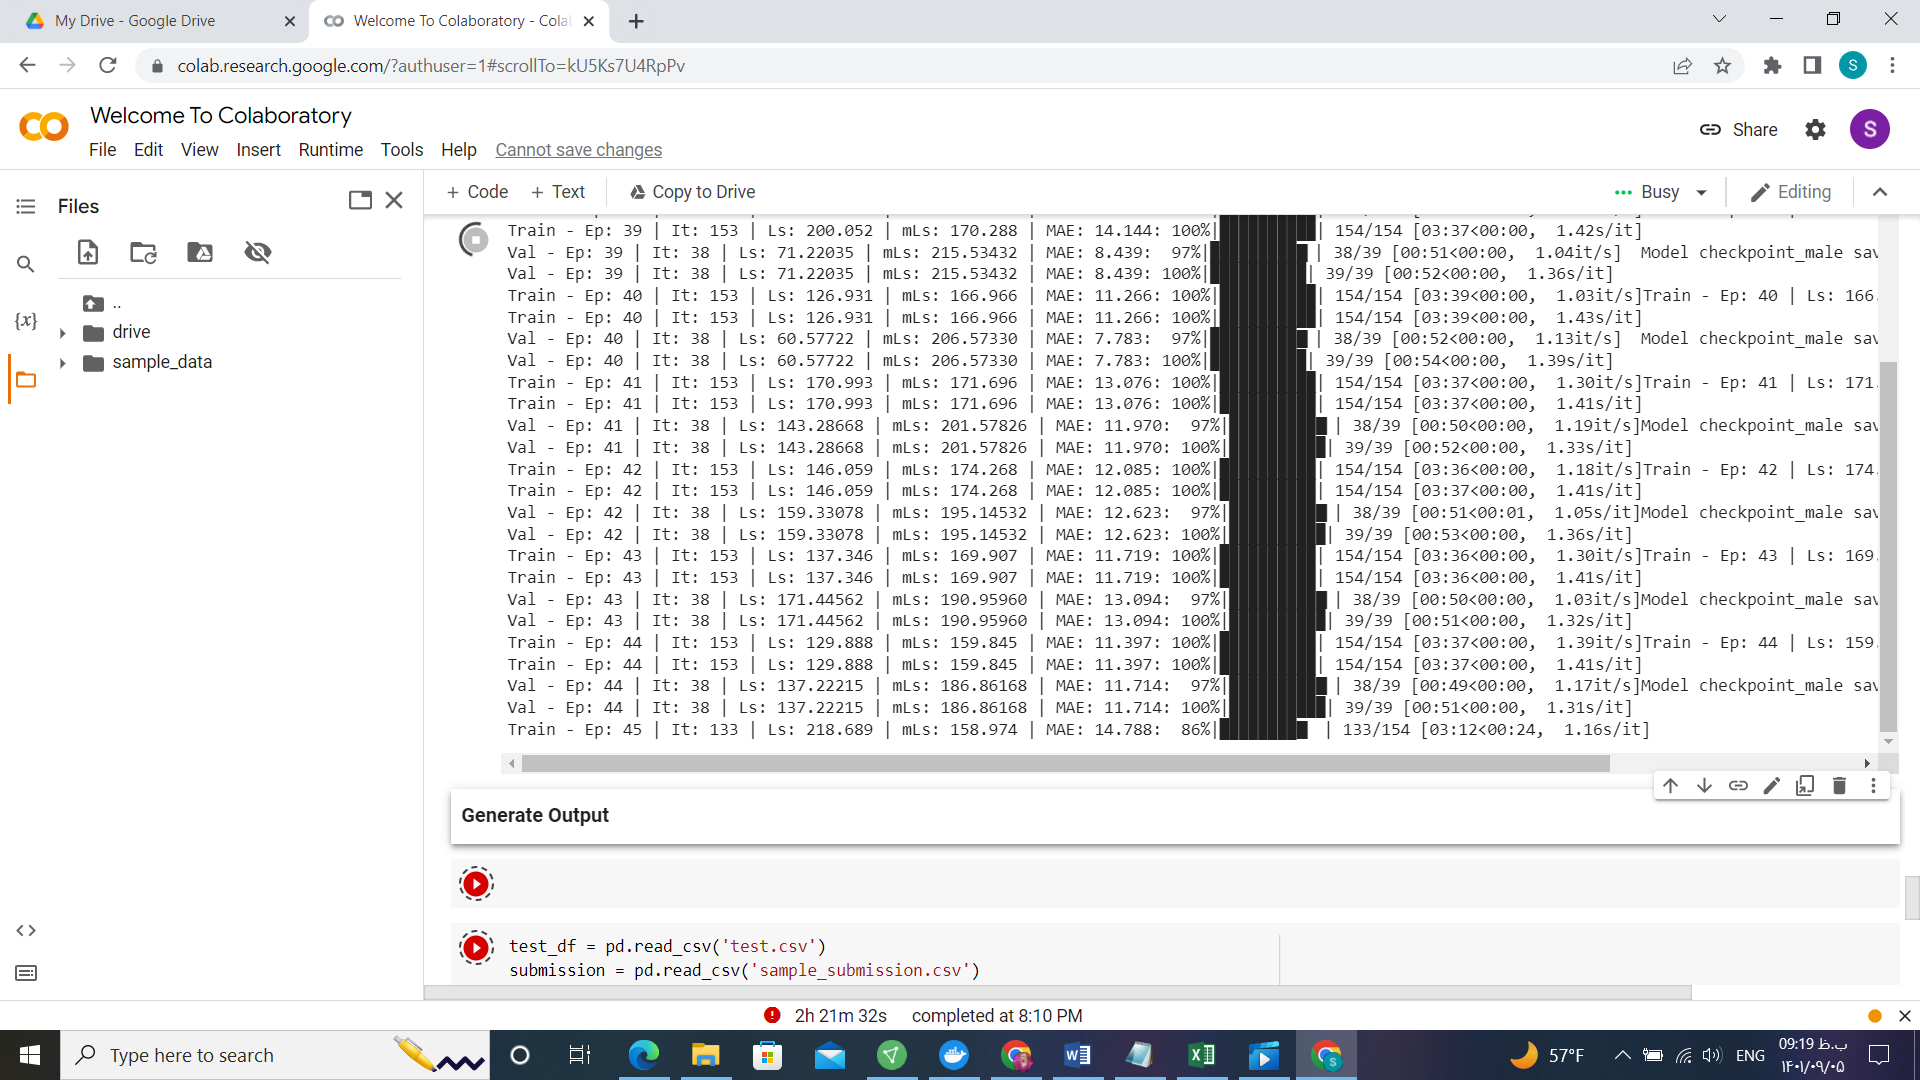 My Drive - Google Drive
Welcome To Colaboratory - Cola
colab.research.google.com/?authuser=1#scrollTo=kU5Ks7U4RpPv
S
Welcome To Colaboratory
File Edit View Insert Runtime Tools Help Cannot save changes
Share
S
Files
+ Code + Text Copy to Drive
Busy
Editing
..
drive
sample_data
{x}
Train - Ep: 39 | It: 153 | Ls: 200.052 | mLs: 170.288 | MAE: 14.144: 100%|██████████| 154/154 [03:37<00:00, 1.42s/it]
Val - Ep: 39 | It: 38 | Ls: 71.22035 | mLs: 215.53432 | MAE: 8.439: 97%|██████████| 38/39 [00:51<00:00, 1.04it/s] Model checkpoint_male sav
Val - Ep: 39 | It: 38 | Ls: 71.22035 | mLs: 215.53432 | MAE: 8.439: 100%|██████████| 39/39 [00:52<00:00, 1.36s/it]
Train - Ep: 40 | It: 153 | Ls: 126.931 | mLs: 166.966 | MAE: 11.266: 100%|██████████| 154/154 [03:39<00:00, 1.03it/s]Train - Ep: 40 | Ls: 166.
Train - Ep: 40 | It: 153 | Ls: 126.931 | mLs: 166.966 | MAE: 11.266: 100%|██████████| 154/154 [03:39<00:00, 1.43s/it]
Val - Ep: 40 | It: 38 | Ls: 60.57722 | mLs: 206.57330 | MAE: 7.783: 97%|██████████| 38/39 [00:52<00:00, 1.13it/s] Model checkpoint_male sav
Val - Ep: 40 | It: 38 | Ls: 60.57722 | mLs: 206.57330 | MAE: 7.783: 100%|██████████| 39/39 [00:54<00:00, 1.39s/it]
Train - Ep: 41 | It: 153 | Ls: 170.993 | mLs: 171.696 | MAE: 13.076: 100%|██████████| 154/154 [03:37<00:00, 1.30it/s]Train - Ep: 41 | Ls: 171.
Train - Ep: 41 | It: 153 | Ls: 170.993 | mLs: 171.696 | MAE: 13.076: 100%|██████████| 154/154 [03:37<00:00, 1.41s/it]
Val - Ep: 41 | It: 38 | Ls: 143.28668 | mLs: 201.57826 | MAE: 11.970: 97%|██████████ | 38/39 [00:50<00:00, 1.19it/s]Model checkpoint_male sav
Val - Ep: 41 | It: 38 | Ls: 143.28668 | mLs: 201.57826 | MAE: 11.970: 100%|██████████| 39/39 [00:52<00:00, 1.33s/it]
Train - Ep: 42 | It: 153 | Ls: 146.059 | mLs: 174.268 | MAE: 12.085: 100%|██████████| 154/154 [03:36<00:00, 1.18it/s]Train - Ep: 42 | Ls: 174.
Train - Ep: 42 | It: 153 | Ls: 146.059 | mLs: 174.268 | MAE: 12.085: 100%|██████████| 154/154 [03:37<00:00, 1.41s/it]
Val - Ep: 42 | It: 38 | Ls: 159.33078 | mLs: 195.14532 | MAE: 12.623: 97%|██████████ | 38/39 [00:51<00:01, 1.05s/it]Model checkpoint_male sav
Val - Ep: 42 | It: 38 | Ls: 159.33078 | mLs: 195.14532 | MAE: 12.623: 100%|██████████| 39/39 [00:53<00:00, 1.36s/it]
Train - Ep: 43 | It: 153 | Ls: 137.346 | mLs: 169.907 | MAE: 11.719: 100%|██████████| 154/154 [03:36<00:00, 1.30it/s]Train - Ep: 43 | Ls: 169.
Train - Ep: 43 | It: 153 | Ls: 137.346 | mLs: 169.907 | MAE: 11.719: 100%|██████████| 154/154 [03:36<00:00, 1.41s/it]
Val - Ep: 43 | It: 38 | Ls: 171.44562 | mLs: 190.95960 | MAE: 13.094: 97%|██████████ | 38/39 [00:50<00:00, 1.03it/s]Model checkpoint_male sav
Val - Ep: 43 | It: 38 | Ls: 171.44562 | mLs: 190.95960 | MAE: 13.094: 100%|██████████| 39/39 [00:51<00:00, 1.32s/it]
Train - Ep: 44 | It: 153 | Ls: 129.888 | mLs: 159.845 | MAE: 11.397: 100%|██████████| 154/154 [03:37<00:00, 1.39it/s]Train - Ep: 44 | Ls: 159.
Train - Ep: 44 | It: 153 | Ls: 129.888 | mLs: 159.845 | MAE: 11.397: 100%|██████████| 154/154 [03:37<00:00, 1.41s/it]
Val - Ep: 44 | It: 38 | Ls: 137.22215 | mLs: 186.86168 | MAE: 11.714: 97%|██████████ | 38/39 [00:49<00:00, 1.17it/s]Model checkpoint_male sav
Val - Ep: 44 | It: 38 | Ls: 137.22215 | mLs: 186.86168 | MAE: 11.714: 100%|██████████| 39/39 [00:51<00:00, 1.31s/it]
Train - Ep: 45 | It: 133 | Ls: 218.689 | mLs: 158.974 | MAE: 14.788: 86%|█████████ | 133/154 [03:12<00:24, 1.16s/it]
Generate Output
test_df = pd.read_csv('test.csv')
submission = pd.read_csv('sample_submission.csv')
2h 21m 32s completed at 8:10 PM
Type here to search
57°F
ENG
09:19 ب.ظ
۱۴۰۱/۰۹/۰۵